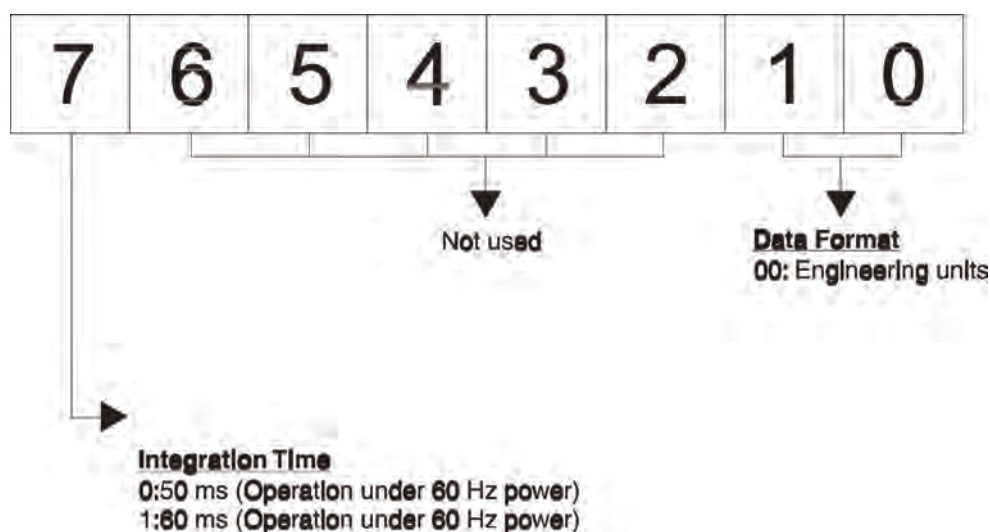 7 6 5 4 3 2 1 0
Not used
Data Format
00: Engineering units
Integration Time
0:50 ms (Operation under 60 Hz power)
1:60 ms (Operation under 60 Hz power)